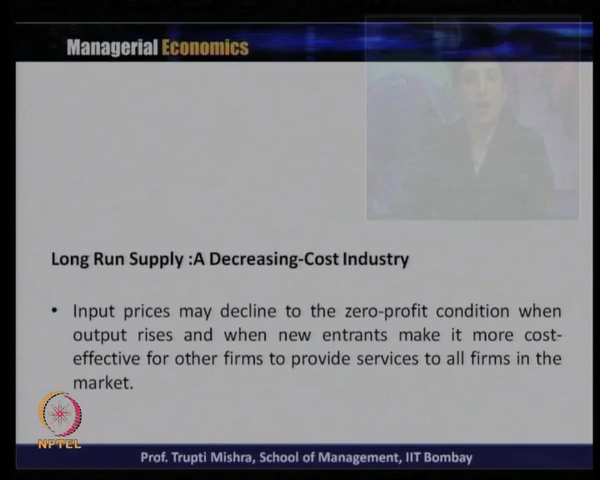 Managerial Economics
Long Run Supply :A Decreasing-Cost Industry
• Input prices may decline to the zero-profit condition when
output rises and when new entrants make it more cost-
effective for other firms to provide services to all firms in the
market.
NPTEL
Prof. Trupti Mishra, School of Management, IIT Bombay